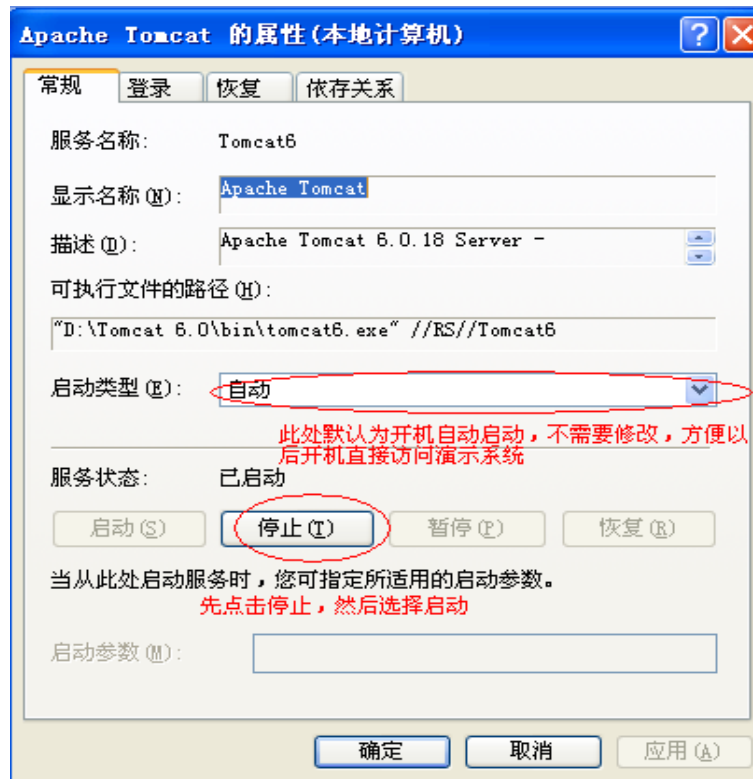 Apache Tomcat 的属性(本地计算机)
常规 登录 恢复 依存关系
服务名称: Tomcat6
显示名称(N): Apache Tomcat
描述(D): Apache Tomcat 6.0.18 Server -
可执行文件的路径(H):
"D:\Tomcat 6.0\bin\tomcat6.exe" //RS//Tomcat6
启动类型(E): 自动
此处默认为开机自动启动，不需要修改，方便以
后开机直接访问演示系统
服务状态: 已启动
启动(S) 停止(T) 暂停(P) 恢复(R)
当从此处启动服务时，您可指定所适用的启动参数。
先点击停止，然后选择启动
启动参数(M):
确定 取消 应用(A)